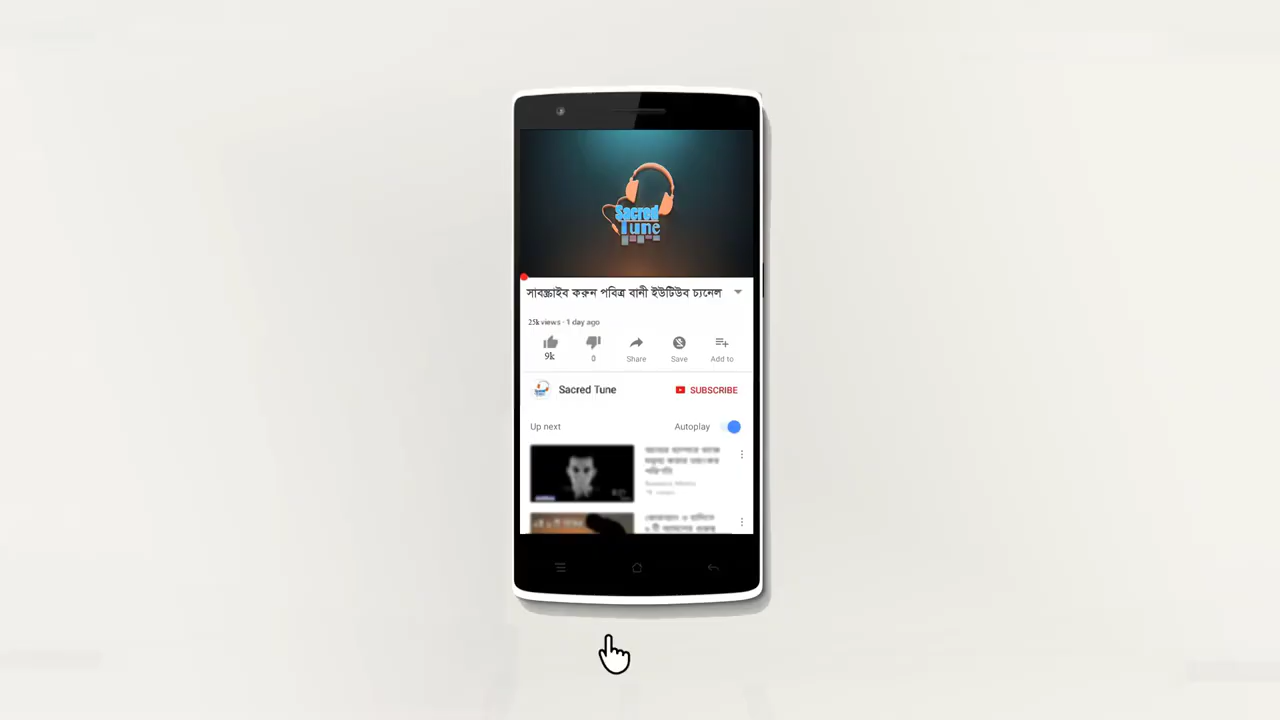 Sacred
Tune
সাবস্ক্রাইব করুন পবিত্র বানী ইউটিউব চ্যানেল
25k views · 1 day ago
9k
0
Share
Save
Add to
Sacred Tune
SUBSCRIBE
Up next
Autoplay